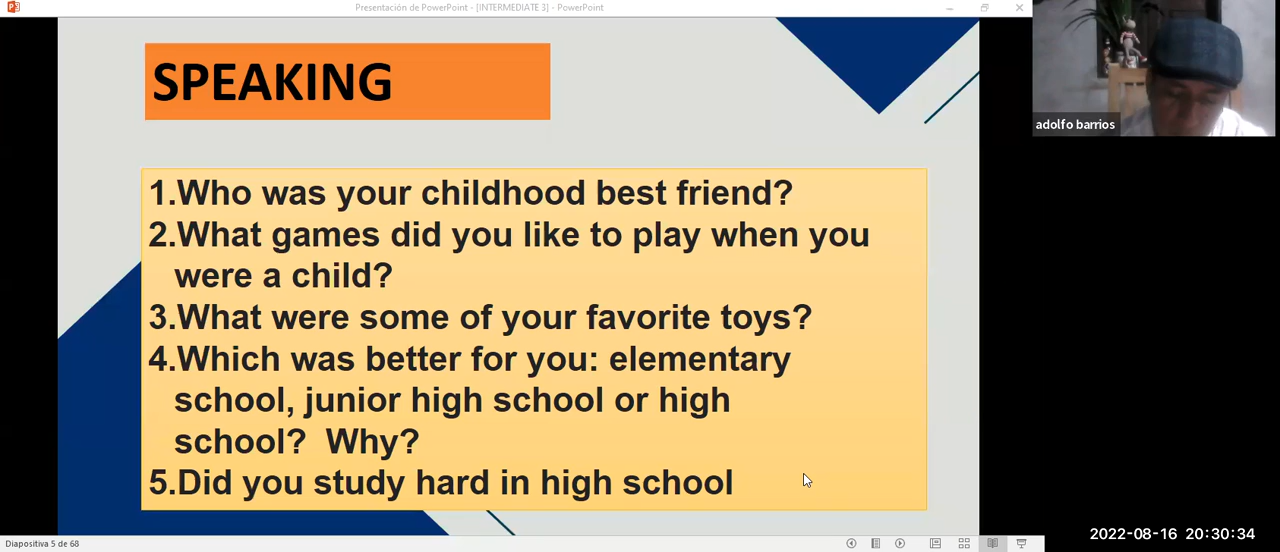 Presentación de PowerPoint - [INTERMEDIATE 3] - PowerPoint
SPEAKING
adolfo barrios
1.Who was your childhood best friend?
2.What games did you like to play when you
were a child?
3.What were some of your favorite toys?
4.Which was better for you: elementary
school, junior high school or high
school? Why?
5.Did you study hard in high school
2022-08-16 20:30:34
Diapositiva 5 de 68